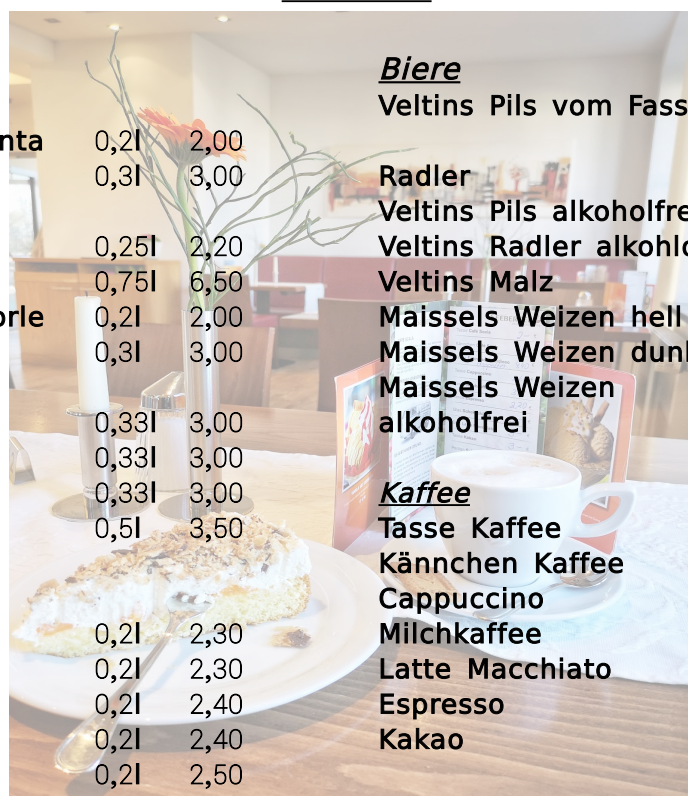 0,2l 2,00
0,3l 3,00
0,25l 2,20
0,75l 6,50
0,2l 2,00
0,3l 3,00
0,33l 3,00
0,33l 3,00
0,33l 3,00
0,5l 3,50
0,2l 2,30
0,2l 2,30
0,2l 2,40
0,2l 2,40
0,2l 2,50
Biere
Veltins Pils vom Fass
Radler
Veltins Pils alkoholfre
Veltins Radler alkohlo
Veltins Malz
Maissels Weizen hell
Maissels Weizen dunk
Maissels Weizen
alkoholfrei
Kaffee
Tasse Kaffee
Kännchen Kaffee
Cappuccino
Milchkaffee
Latte Macchiato
Espresso
Kakao